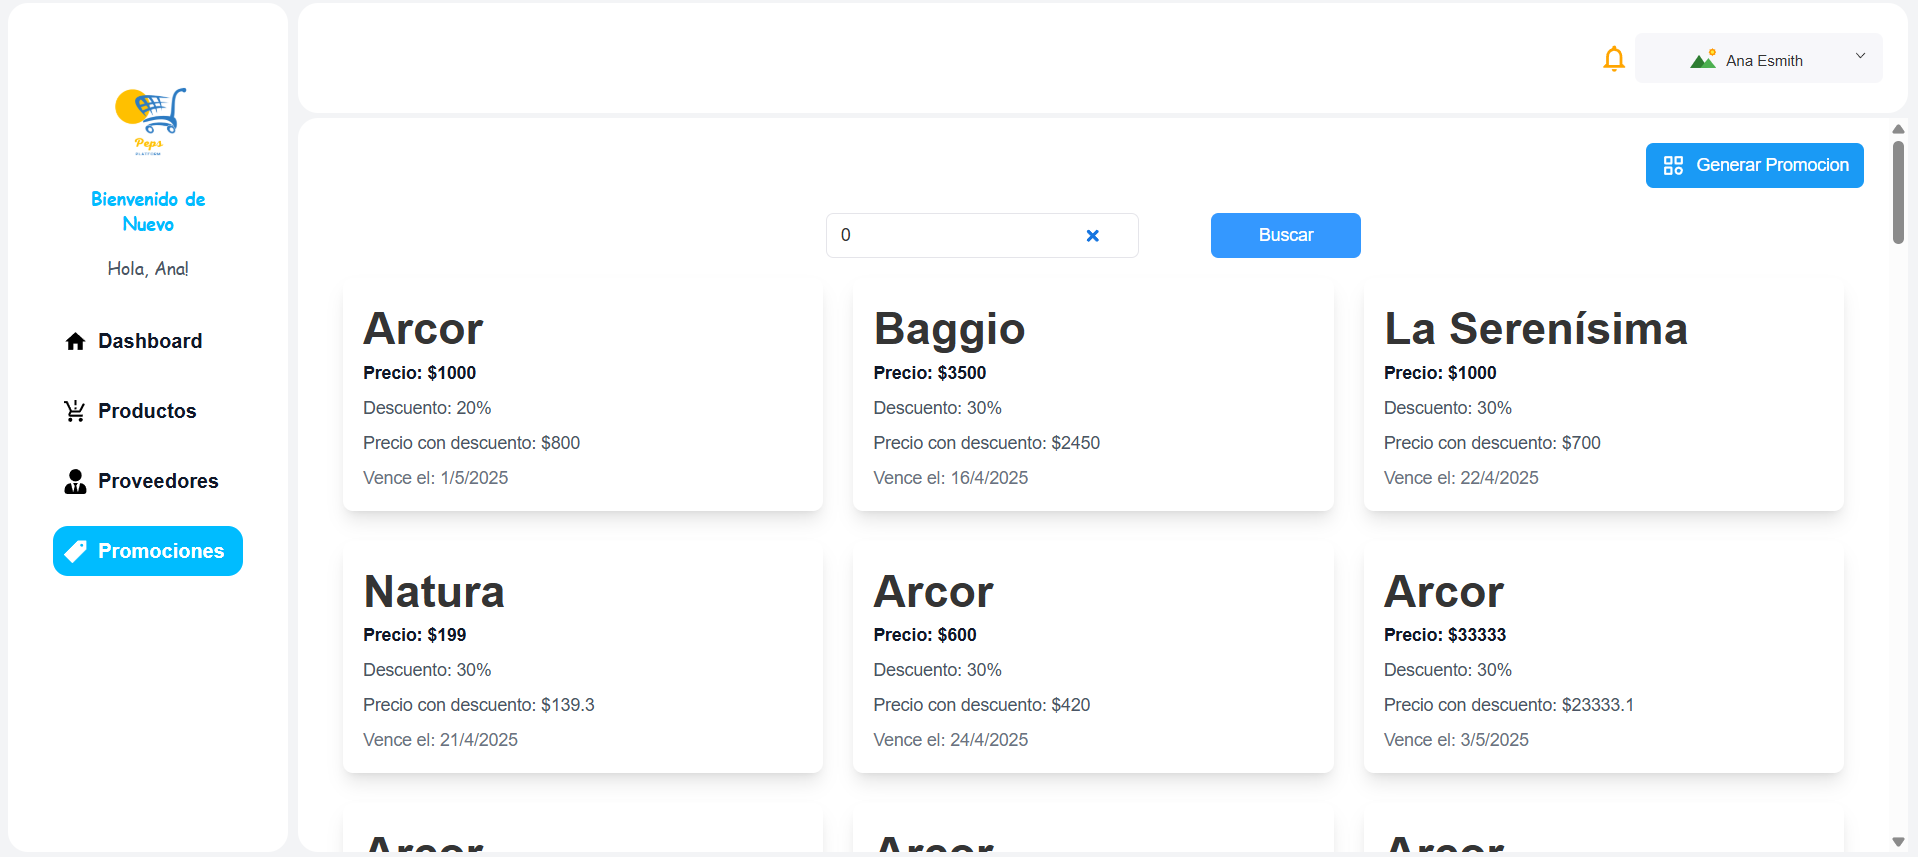 Peps
PLATFORM
Bienvenido de
Nuevo
Hola, Ana!
Dashboard
Productos
Proveedores
Promociones
Ana Esmith
Generar Promocion
0
Buscar
Arcor
Precio: $1000
Descuento: 20%
Precio con descuento: $800
Vence el: 1/5/2025
Baggio
Precio: $3500
Descuento: 30%
Precio con descuento: $2450
Vence el: 16/4/2025
La Serenísima
Precio: $1000
Descuento: 30%
Precio con descuento: $700
Vence el: 22/4/2025
Natura
Precio: $199
Descuento: 30%
Precio con descuento: $139.3
Vence el: 21/4/2025
Arcor
Precio: $600
Descuento: 30%
Precio con descuento: $420
Vence el: 24/4/2025
Arcor
Precio: $33333
Descuento: 30%
Precio con descuento: $23333.1
Vence el: 3/5/2025
Arcor
Arcor
Arcor